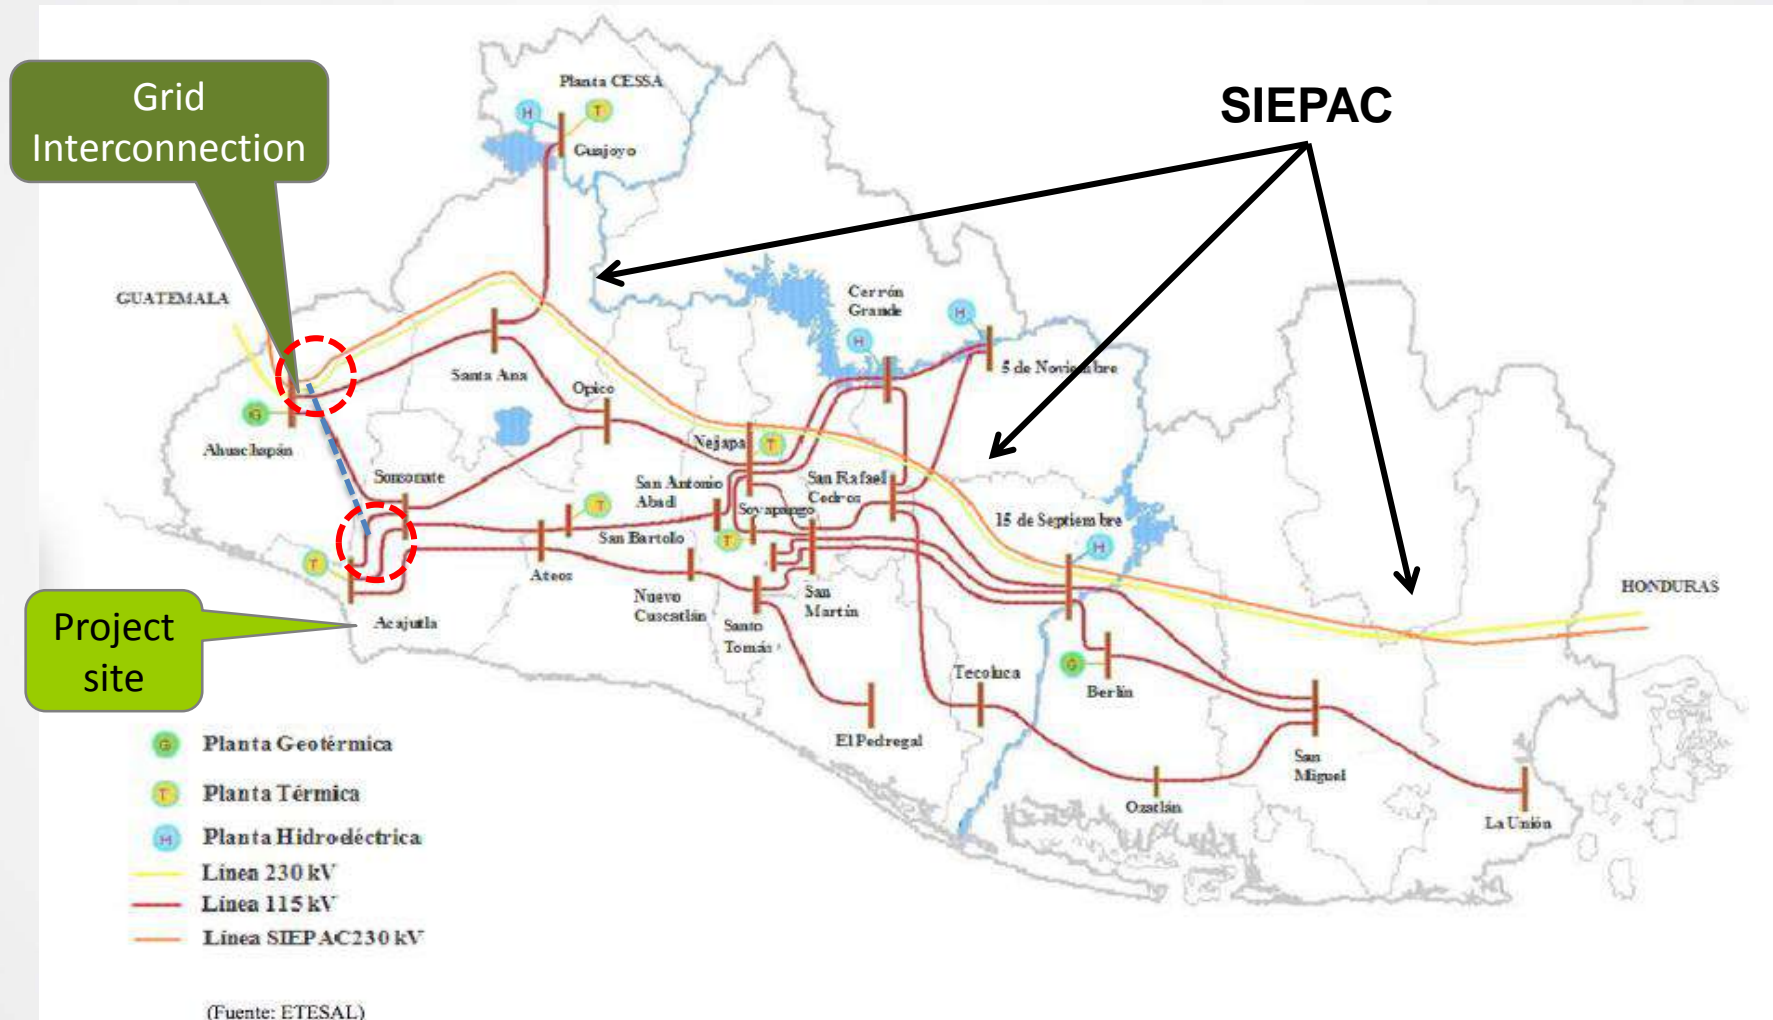 Grid
Interconnection
SIEPAC
Planta CESSA
H
T
Guajoyo
GUATEMALA
Cerrón
Grande
H
H
5 de Noviembre
Santa Ana
Opico
G
Ahuachapán
Nejapa
T
Sonsonate
San Antonio
Abad
San Rafael
Cedros
T
Soyapango
15 de Septiembre
San Bartolo
T
H
T
Ateos
HONDURAS
Nuevo
Cuscatlán
San
Martín
Project
site
Acajutla
Santo
Tomás
Tecoluca
G
Berlín
El Pedregal
San
Miguel
Ozatlán
La Unión
G Planta Geotérmica
T Planta Térmica
H Planta Hidroeléctrica
Línea 230 kV
Línea 115 kV
Línea SIEPAC230 kV
(Fuente: ETESAL)